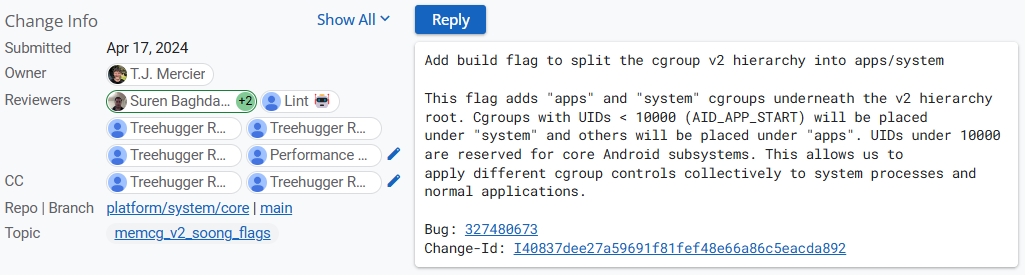 Change Info
Show All
Submitted Apr 17, 2024
Owner T.J. Mercier
Reviewers Suren Baghda... +2 Lint
Treehugger R... Treehugger R...
Treehugger R... Performance ...
CC Treehugger R... Treehugger R...
Repo | Branch platform/system/core | main
Topic memcg_v2_soong_flags
Reply
Add build flag to split the cgroup v2 hierarchy into apps/system
This flag adds "apps" and "system" cgroups underneath the v2 hierarchy
root. Cgroups with UIDs < 10000 (AID_APP_START) will be placed
under "system" and others will be placed under "apps". UIDs under 10000
are reserved for core Android subsystems. This allows us to
apply different cgroup controls collectively to system processes and
normal applications.
Bug: 327480673
Change-Id: I40837dee27a59691f81fef48e66a86c5eacda892